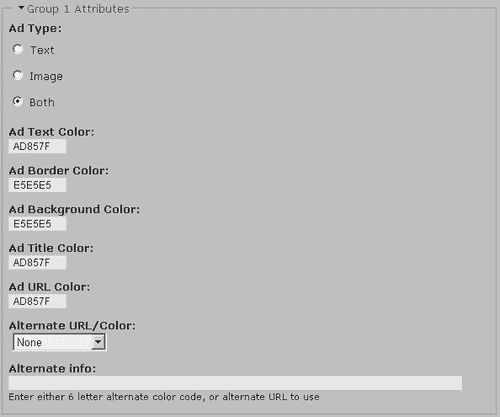 Group 1 Attributes
Ad Type:
Text
Image
Both
Ad Text Color:
AD857F
Ad Border Color:
E5E5E5
Ad Background Color:
E5E5E5
Ad Title Color:
AD857F
Ad URL Color:
AD857F
Alternate URL/Color:
None
Alternate info:
Enter either 6 letter alternate color code, or alternate URL to use